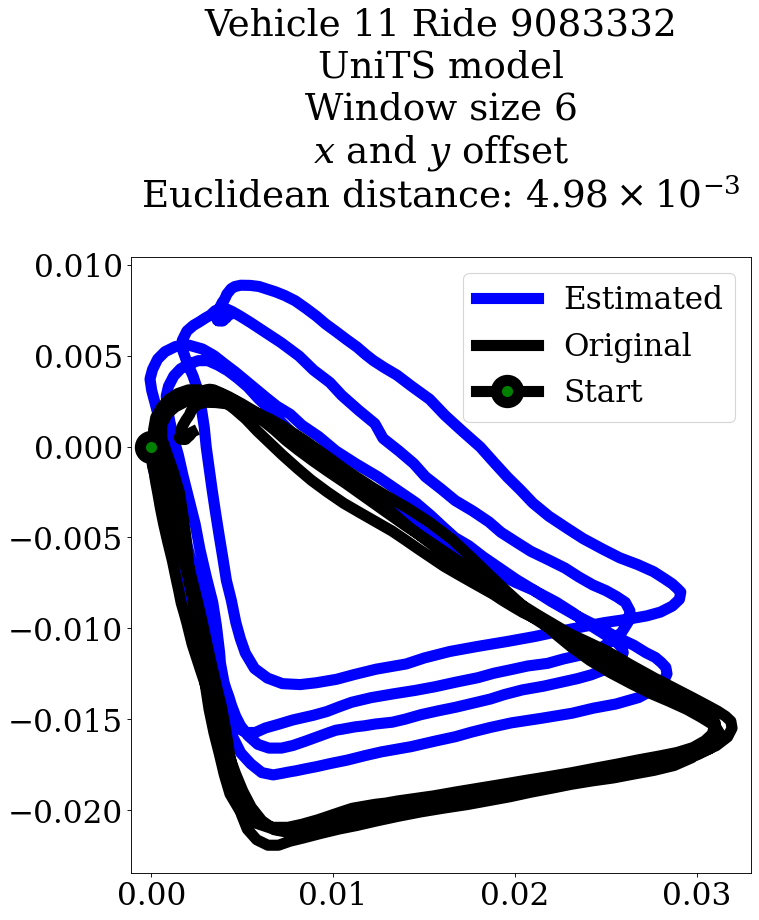 Vehicle 11 Ride 9083332
UniTS model
Window size 6
x and y offset
Euclidean distance: 4.98 × 10⁻³
0.010
0.005
0.000
−0.005
−0.010
−0.015
−0.020
Estimated
Original
Start
0.00 0.01 0.02 0.03